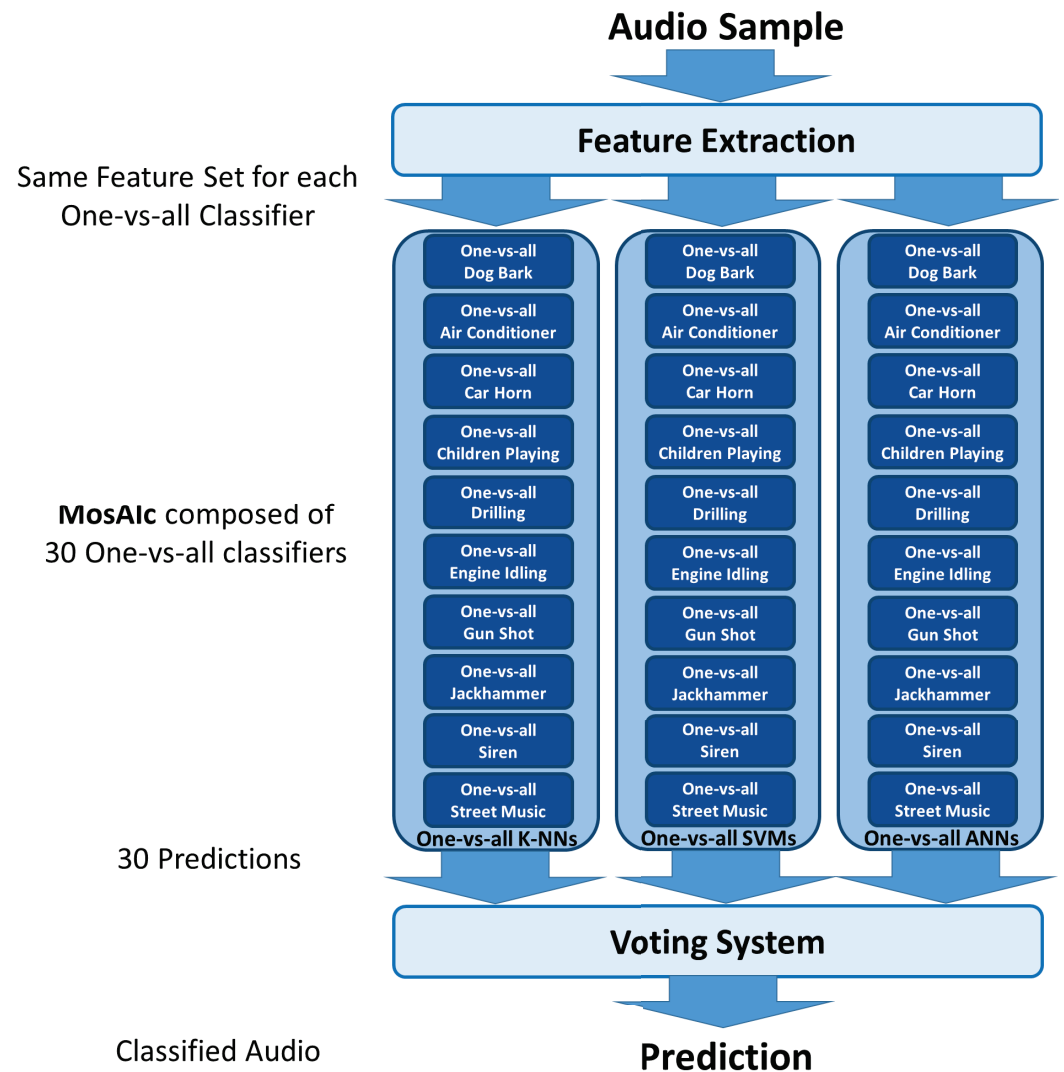 Audio Sample
Feature Extraction
Same Feature Set for each
One-vs-all Classifier
One-vs-all
Dog Bark
One-vs-all
Air Conditioner
One-vs-all
Car Horn
One-vs-all
Children Playing
One-vs-all
Drilling
One-vs-all
Engine Idling
One-vs-all
Gun Shot
One-vs-all
Jackhammer
One-vs-all
Siren
One-vs-all
Street Music
One-vs-all K-NNs
One-vs-all
Dog Bark
One-vs-all
Air Conditioner
One-vs-all
Car Horn
One-vs-all
Children Playing
One-vs-all
Drilling
One-vs-all
Engine Idling
One-vs-all
Gun Shot
One-vs-all
Jackhammer
One-vs-all
Siren
One-vs-all
Street Music
One-vs-all SVMs
One-vs-all
Dog Bark
One-vs-all
Air Conditioner
One-vs-all
Car Horn
One-vs-all
Children Playing
One-vs-all
Drilling
One-vs-all
Engine Idling
One-vs-all
Gun Shot
One-vs-all
Jackhammer
One-vs-all
Siren
One-vs-all
Street Music
One-vs-all ANNs
MosAIc composed of
30 One-vs-all classifiers
30 Predictions
Voting System
Classified Audio
Prediction